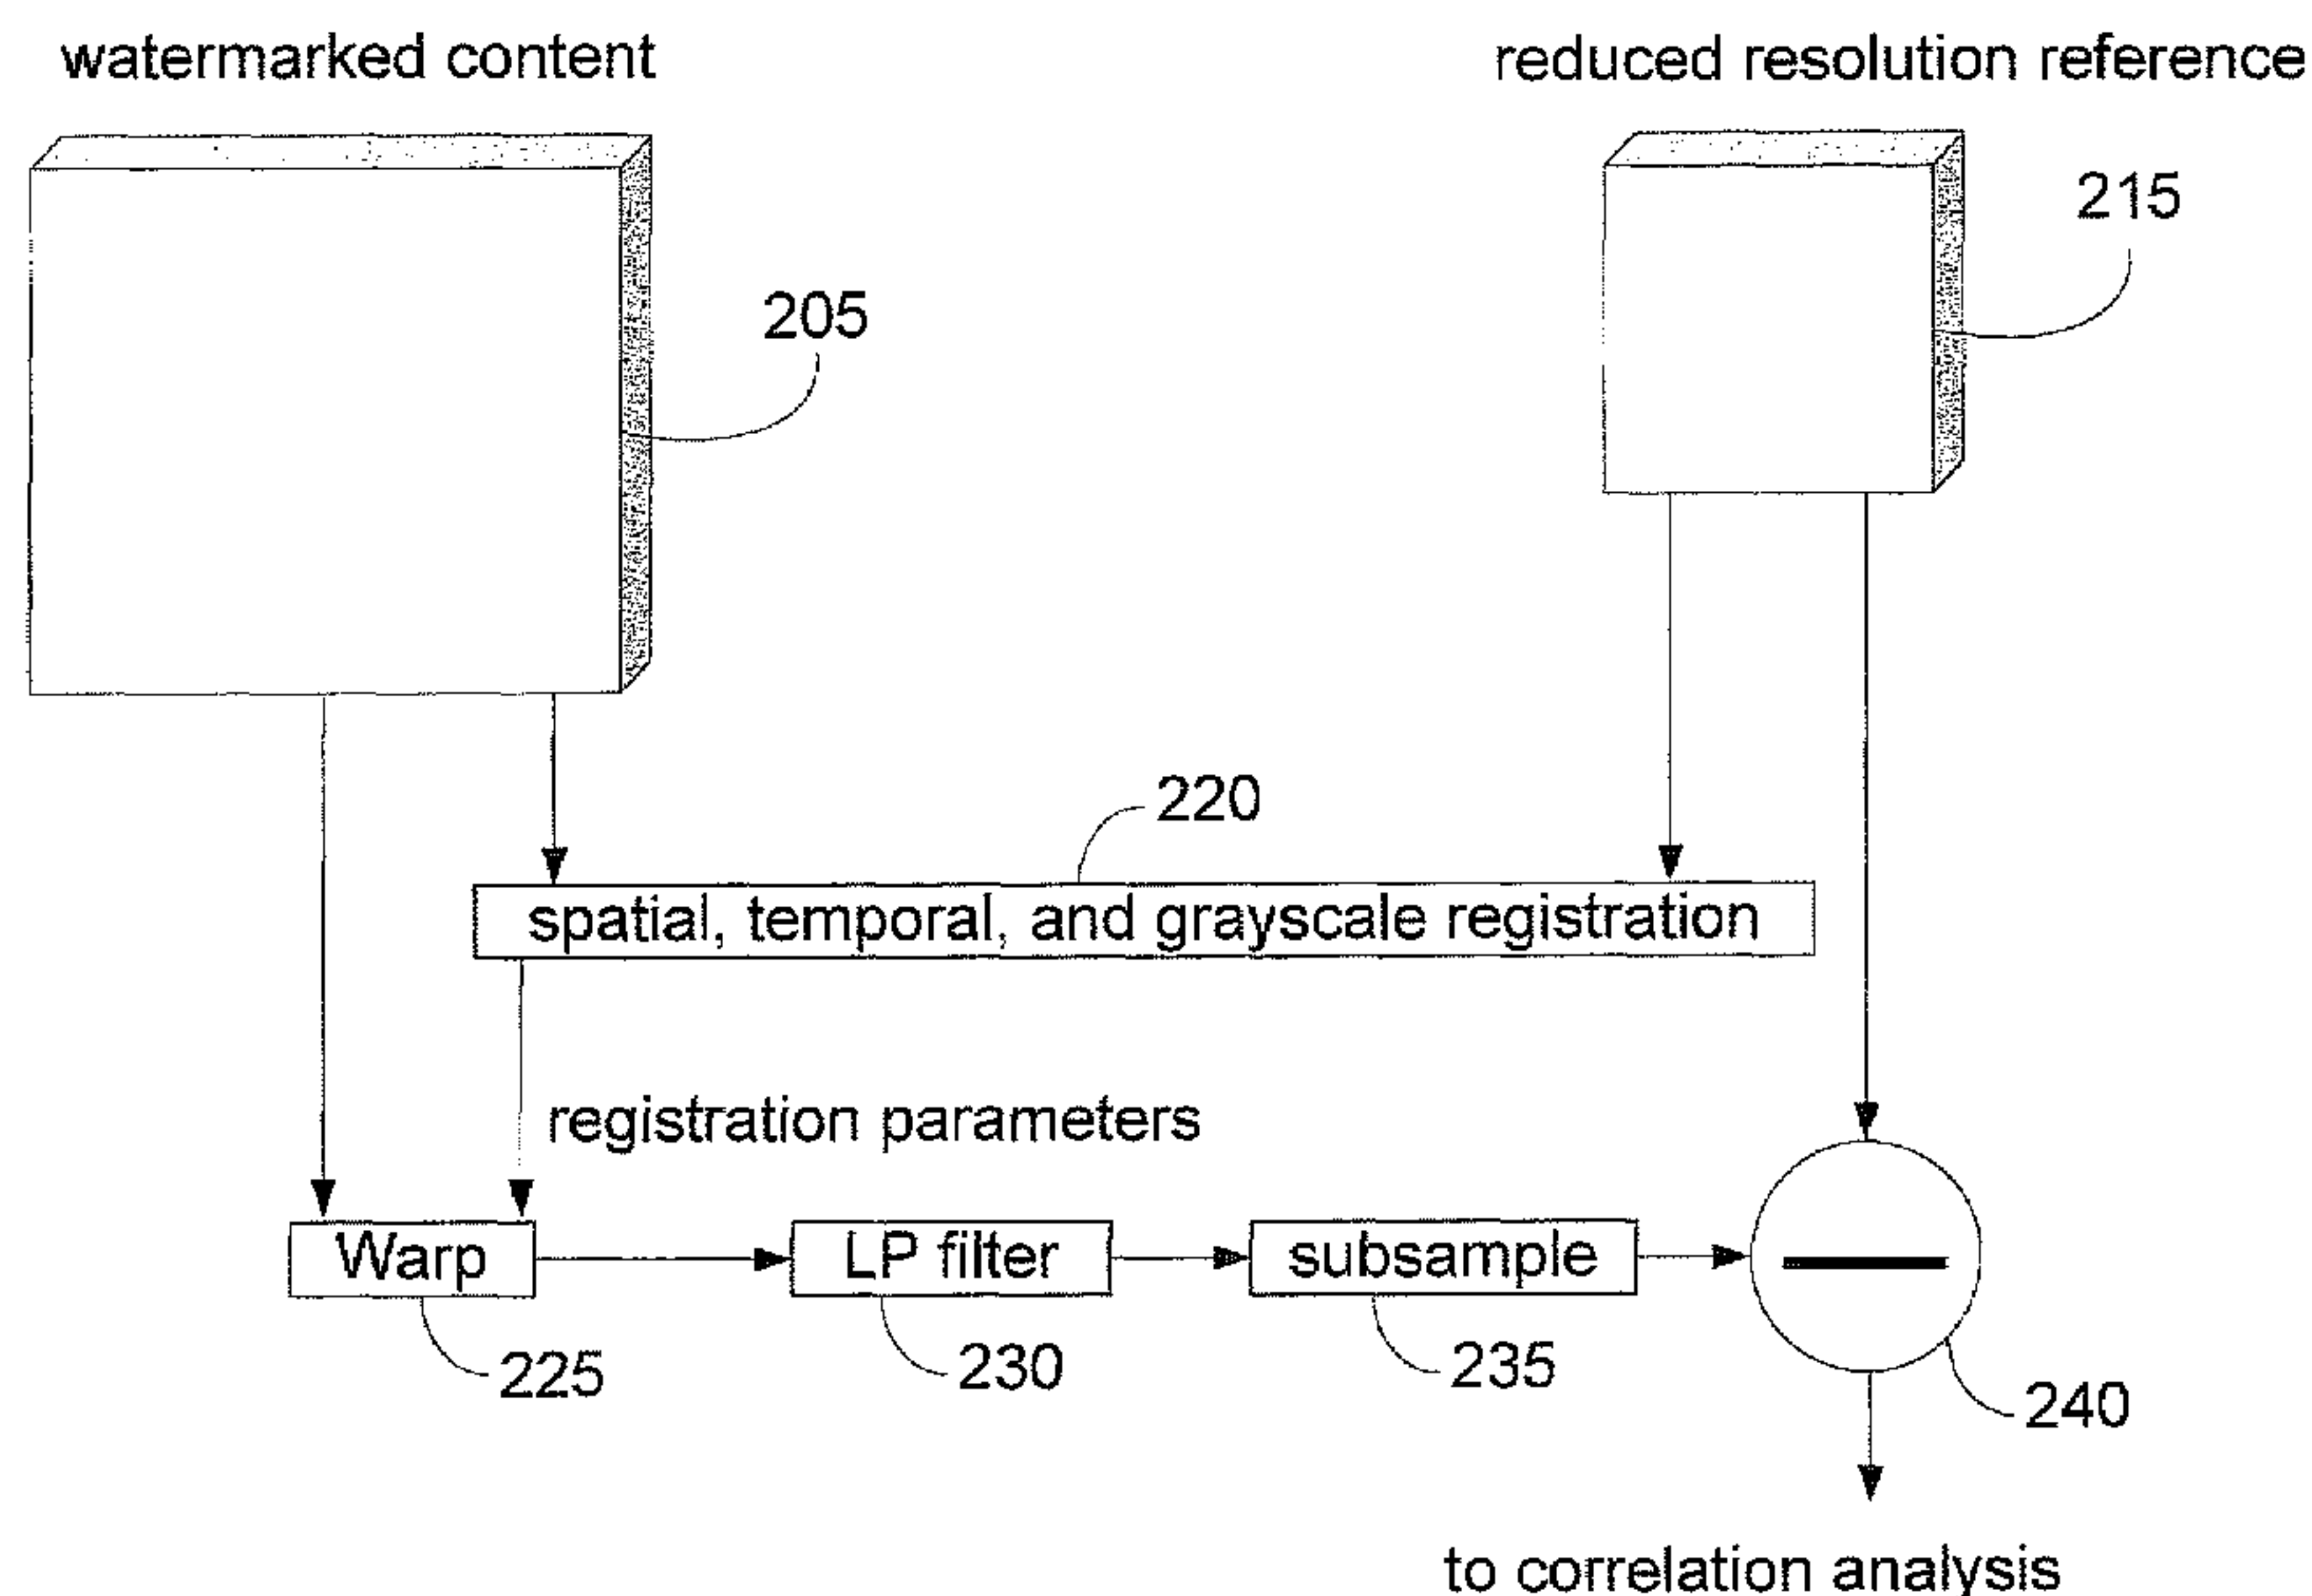 watermarked content
reduced resolution reference
215
205
220
spatial, temporal, and grayscale registration
registration parameters
Warp
LP filter
subsample
225
230
235
240
to correlation analysis